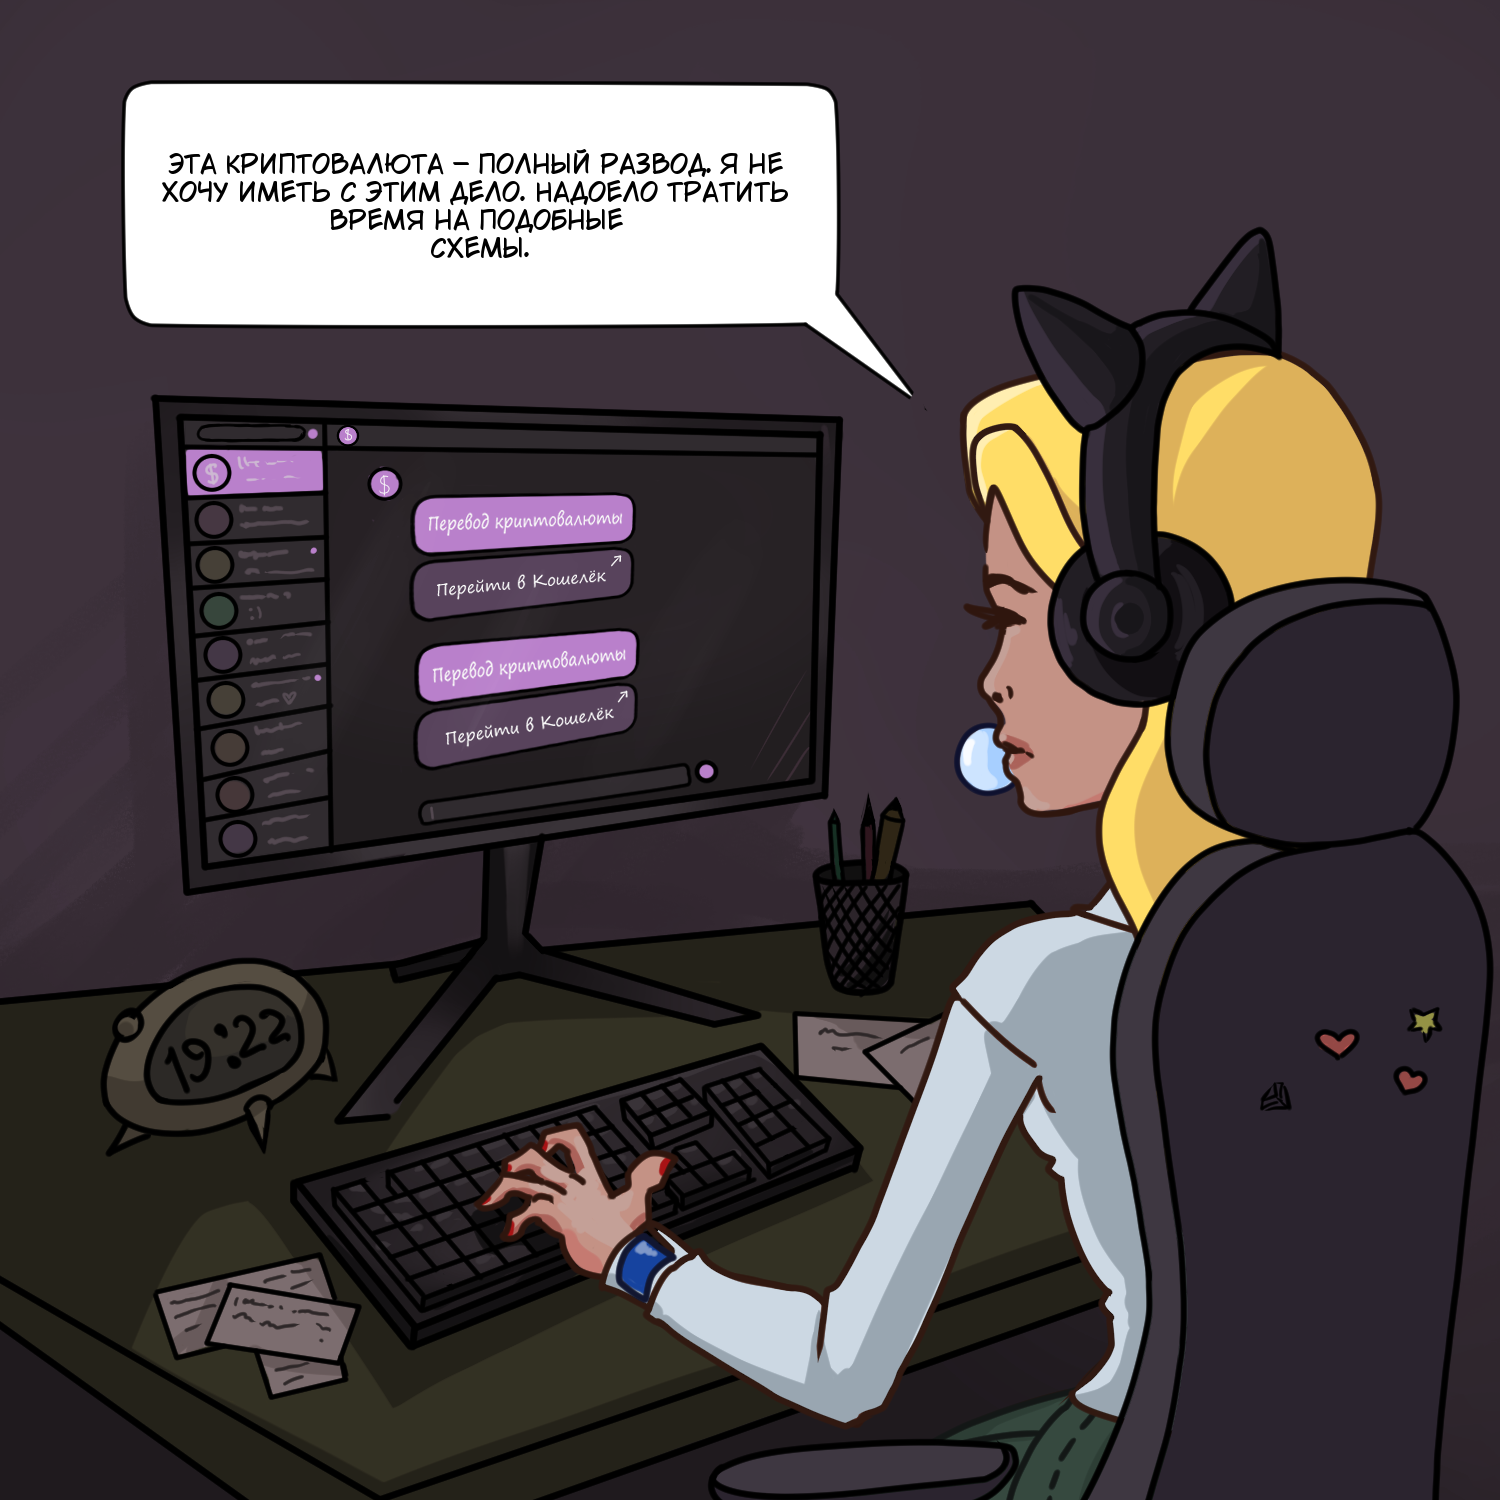 ЭТА КРИПТОВАЛЮТА – ПОЛНЫЙ РАЗВОД. Я НЕ
ХОЧУ ИМЕТЬ С ЭТИМ ДЕЛО. НАДОЕЛО ТРАТИТЬ
ВРЕМЯ НА ПОДОБНЫЕ
СХЕМЫ.
$
$
$
Перевод криптовалюты
Перейти в Кошелёк
:)
Перевод криптовалюты
Перейти в Кошелёк
19:22